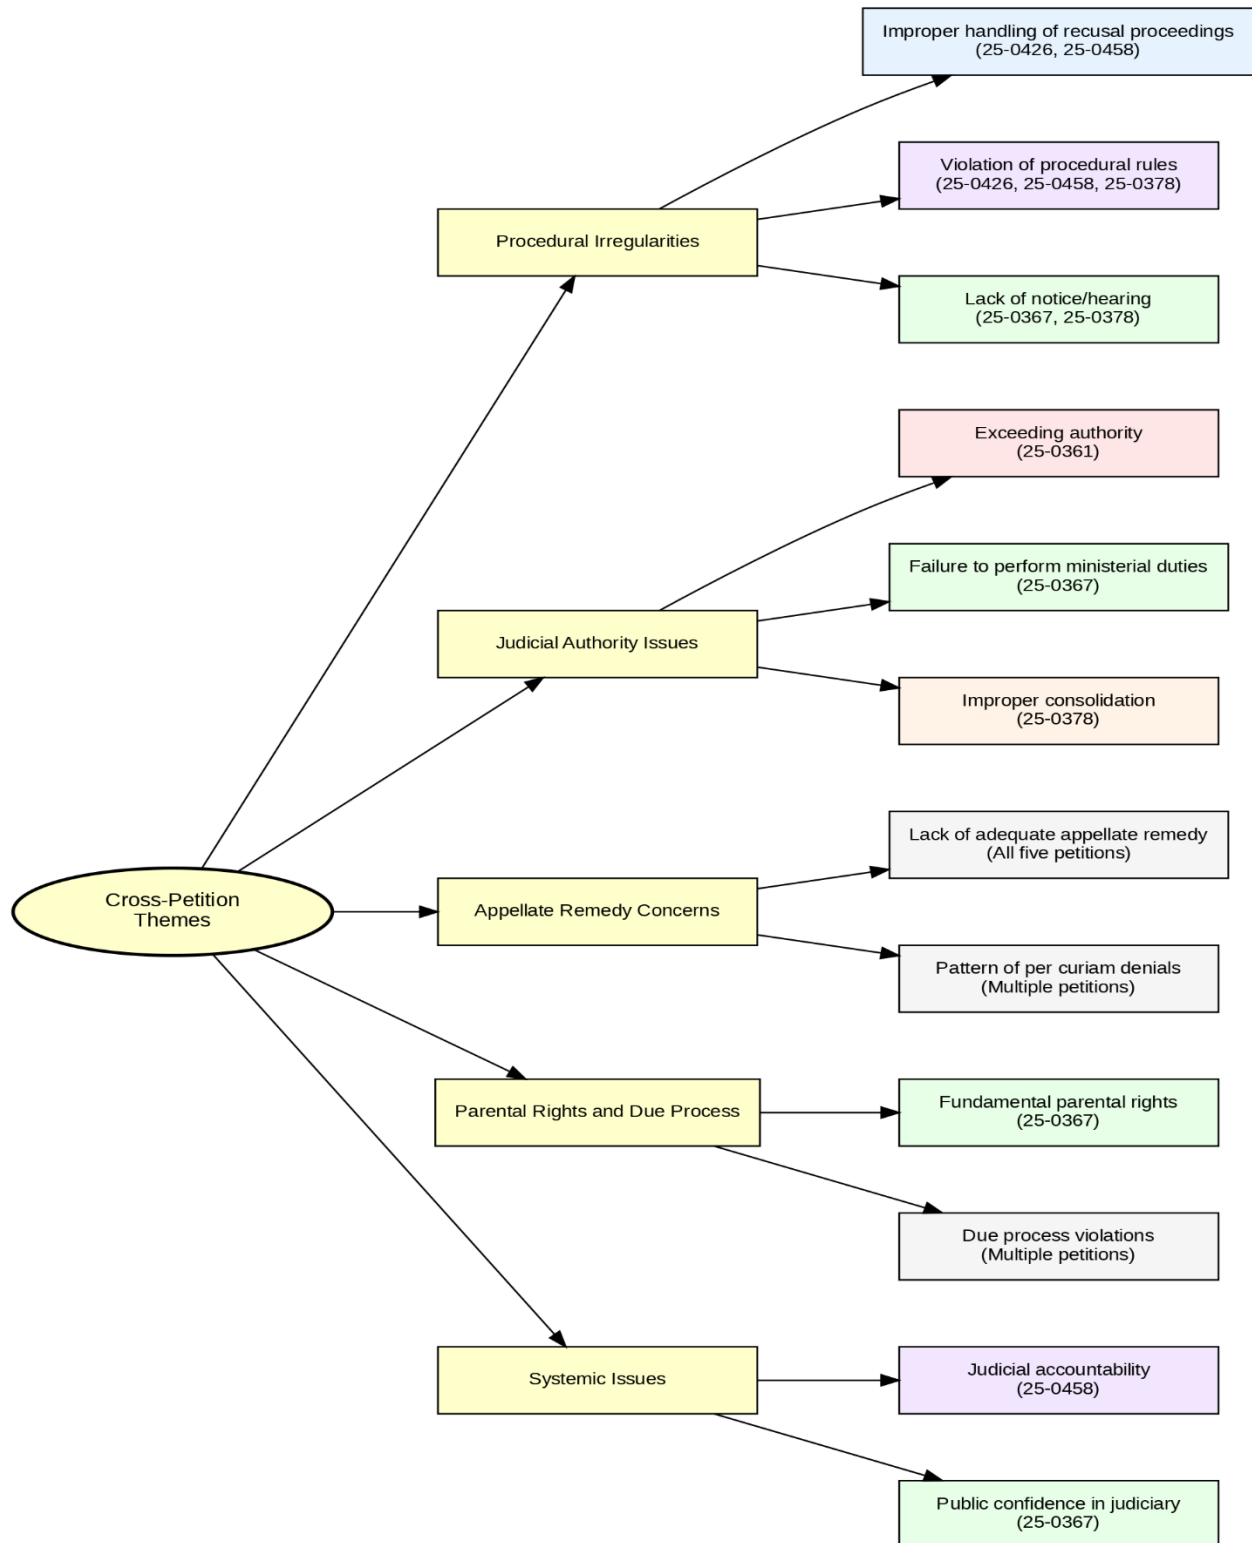 Improper handling of recusal proceedings
(25-0426, 25-0458)
Violation of procedural rules
(25-0426, 25-0458, 25-0378)
Procedural Irregularities
Lack of notice/hearing
(25-0367, 25-0378)
Exceeding authority
(25-0361)
Failure to perform ministerial duties
(25-0367)
Judicial Authority Issues
Improper consolidation
(25-0378)
Lack of adequate appellate remedy
(All five petitions)
Cross-Petition
Themes
Appellate Remedy Concerns
Pattern of per curiam denials
(Multiple petitions)
Parental Rights and Due Process
Fundamental parental rights
(25-0367)
Due process violations
(Multiple petitions)
Systemic Issues
Judicial accountability
(25-0458)
Public confidence in judiciary
(25-0367)